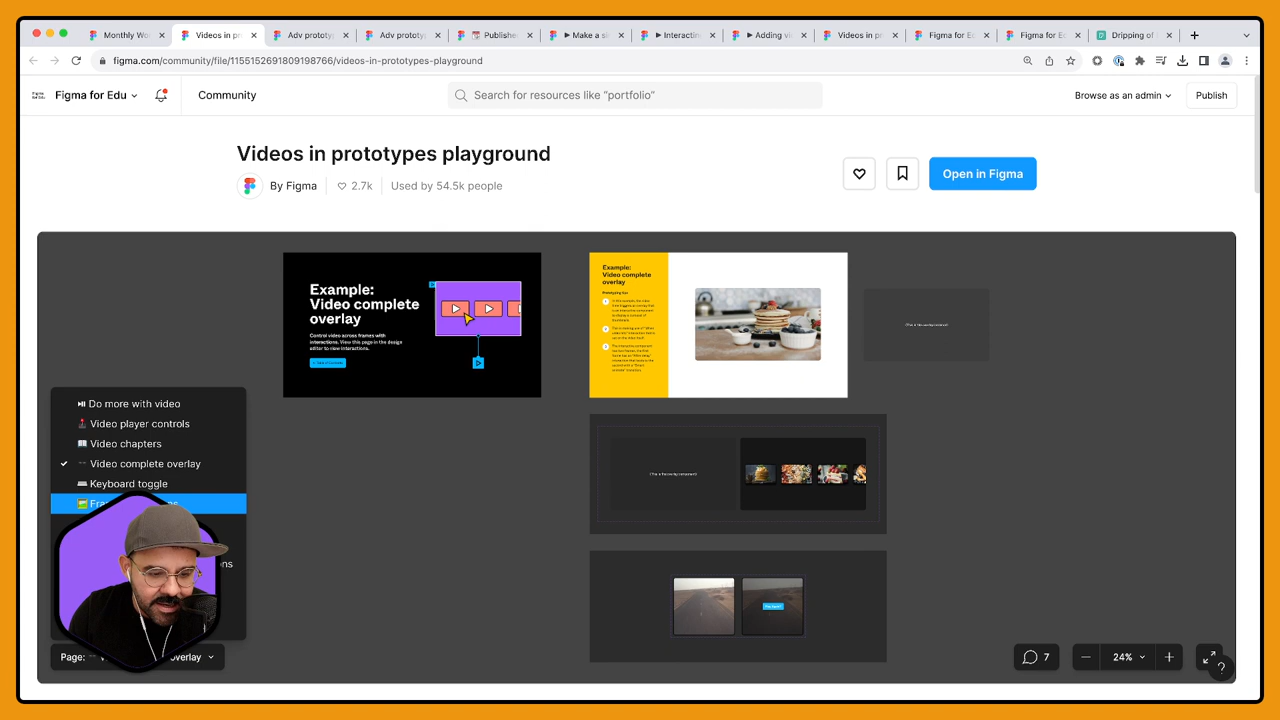 Monthly Wo
Videos in pr
Adv prototy
Adv prototy
Publishe
Make a si
Interactin
Adding vi
Videos in pr
Figma for E
Figma for E
Dripping of
figma.com/community/file/1155152691809198766/videos-in-prototypes-playground
Figma for Edu
Community
Search for resources like "portfolio"
Browse as an admin
Publish
Videos in prototypes playground
By Figma
2.7k
Used by 54.5k people
Open in Figma
Example:
Video complete
overlay
Control video across frames with
interactions. View this page in the design
editor to view interactions.
Example:
Video complete
overlay
Do more with video
Video player controls
Video chapters
Video complete overlay
Keyboard toggle
Fra
ns
Page:
overlay
7
24%
?